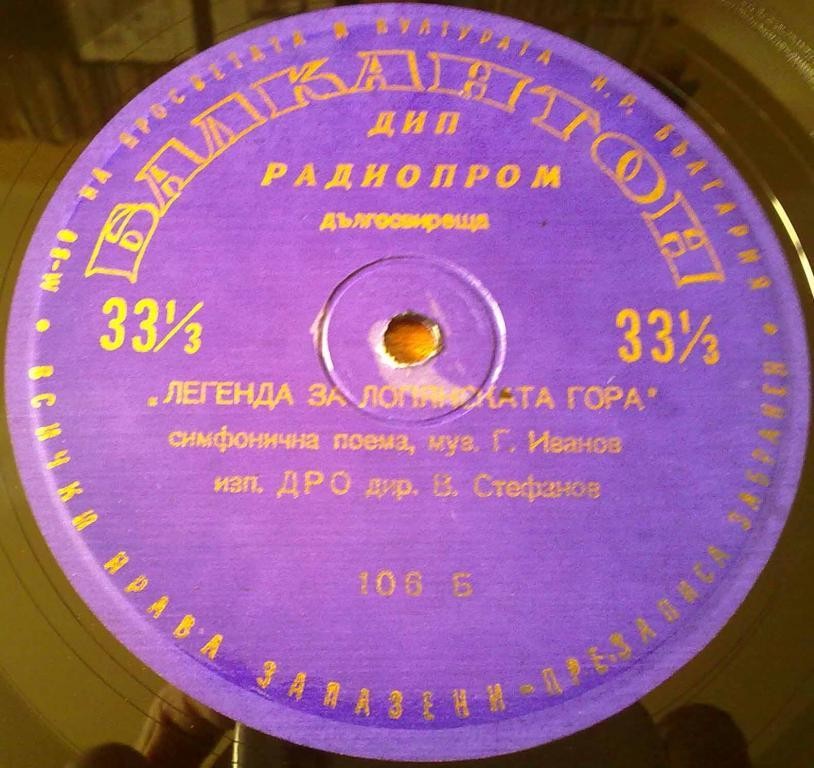 М-ВО НА ПРОСВЕТАТА И КУЛТУРАТА Н.Р. БЪЛГАРИЯ
БАЛКАНТОН
ДИП
РАДИОПРОМ
дългосвиреща
33⅓ 33⅓
„ЛЕГЕНДА ЗА ЛОПЯНСКАТА ГОРА"
симфонична поема, муз. Г. Иванов
изп. ДРО дир. В. Стефанов
106 Б
• ВСИЧКИ ПРАВА ЗАПАЗЕНИ - ПРЕЗАПИСА ЗАБРАНЕН •